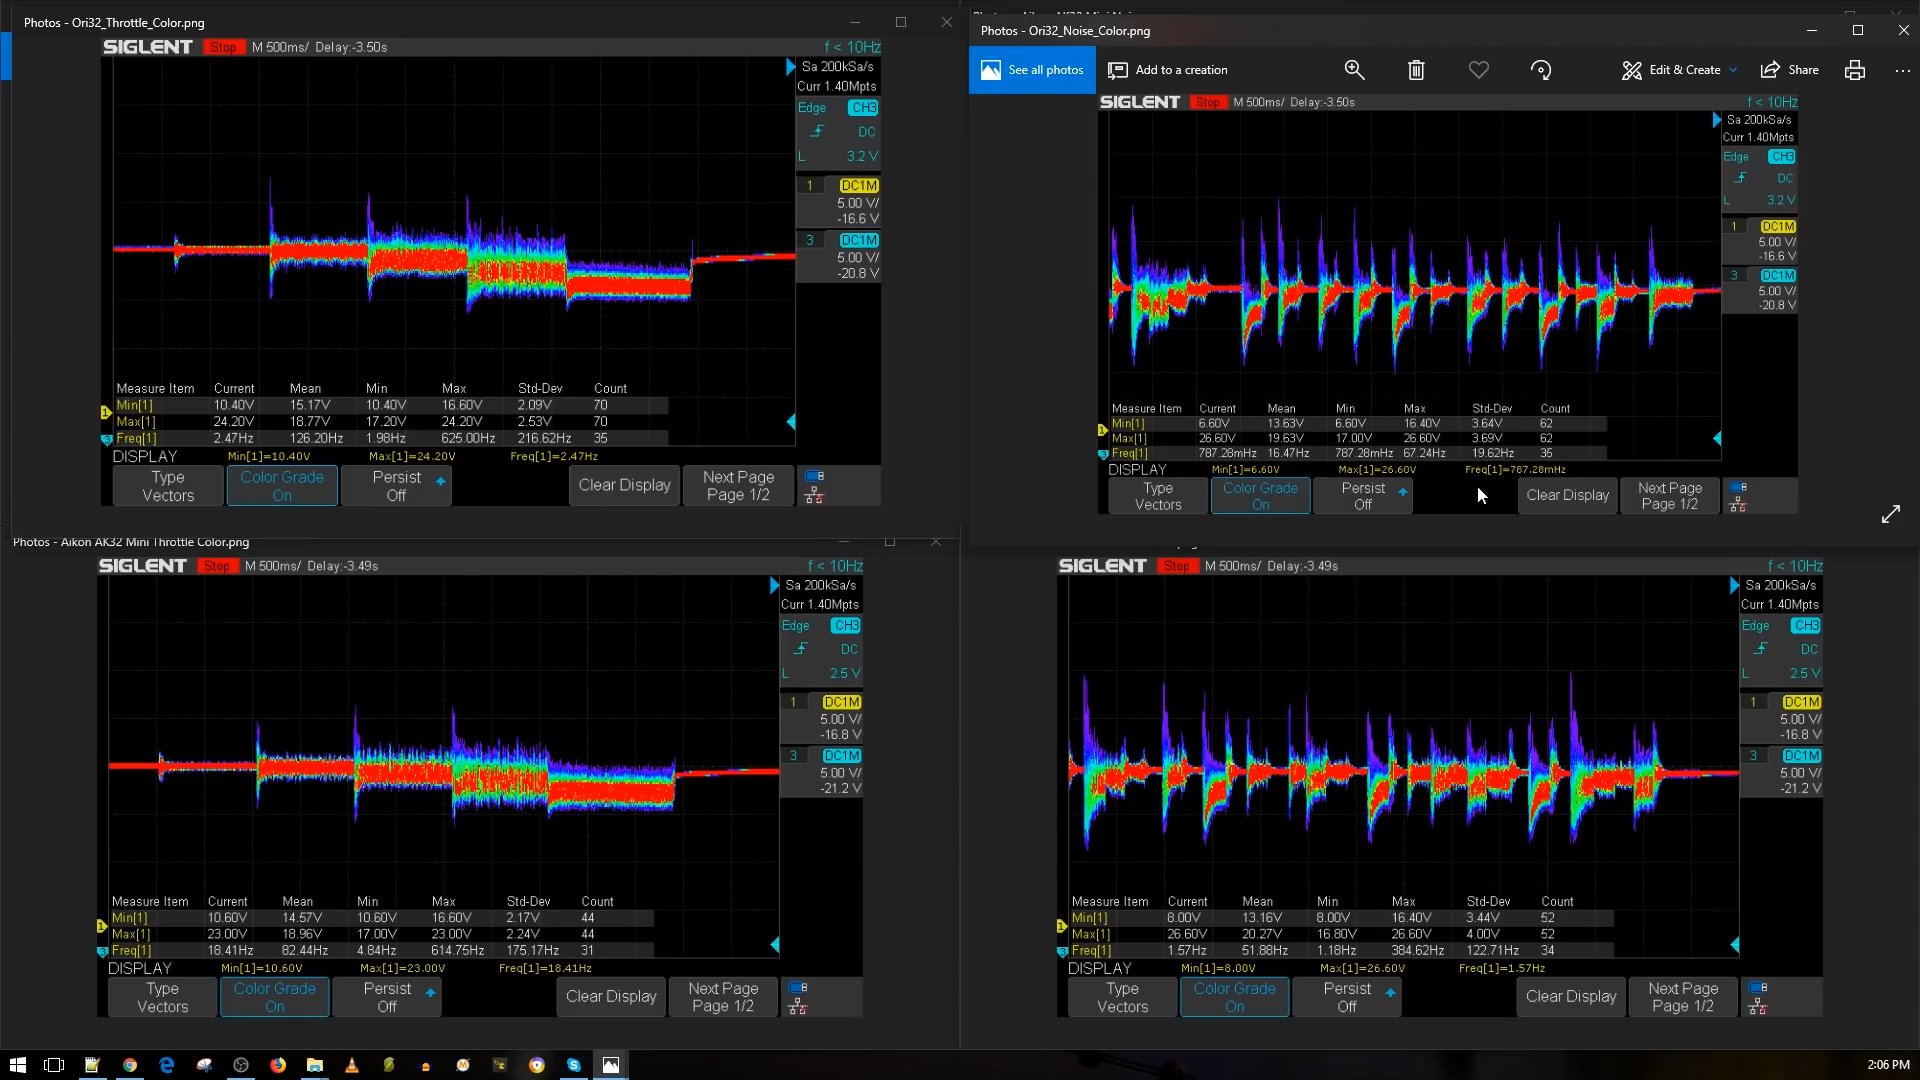 Photos - Ori32_Throttle_Color.png
SIGLENT Stop M 500ms/ Delay:-3.50s f < 10Hz
Sa 200kSa/s
Curr 1.40Mpts
Edge CH3
DC
L 3.2 V
1 DC1M
5.00 V/
-16.6 V
3 DC1M
5.00 V/
-20.8 V
Measure Item Current Mean Min Max Std-Dev Count
Min[1] 10.40V 15.17V 10.40V 16.60V 2.09V 70
Max[1] 24.20V 18.77V 17.20V 24.20V 2.53V 70
Freq[1] 2.47Hz 126.20Hz 1.98Hz 625.00Hz 216.62Hz 35
1
3
DISPLAY Min[1]=10.40V Max[1]=24.20V Freq[1]=2.47Hz
Type Color Grade Persist Clear Display Next Page
Vectors On Off Page 1/2
Photos - Ori32_Noise_Color.png
See all photos Add to a creation Edit & Create Share
SIGLENT Stop M 500ms/ Delay:-3.50s f < 10Hz
Sa 200kSa/s
Curr 1.40Mpts
Edge CH3
DC
L 3.2 V
1 DC1M
5.00 V/
-16.6 V
3 DC1M
5.00 V/
-20.8 V
Measure Item Current Mean Min Max Std-Dev Count
Min[1] 6.60V 13.63V 6.60V 16.40V 3.64V 62
Max[1] 26.60V 19.63V 17.00V 26.60V 3.69V 62
Freq[1] 787.28mHz 16.47Hz 787.28mHz 67.24Hz 19.62Hz 35
1
3
DISPLAY Min[1]=6.60V Max[1]=26.60V Freq[1]=787.28mHz
Type Color Grade Persist Clear Display Next Page
Vectors On Off Page 1/2
Photos - Aikon AK32 Mini Throttle Color.png
SIGLENT Stop M 500ms/ Delay:-3.49s f < 10Hz
Sa 200kSa/s
Curr 1.40Mpts
Edge CH3
DC
L 2.5 V
1 DC1M
5.00 V/
-16.8 V
3 DC1M
5.00 V/
-21.2 V
Measure Item Current Mean Min Max Std-Dev Count
Min[1] 10.60V 14.57V 10.60V 16.60V 2.17V 44
Max[1] 23.00V 18.96V 17.00V 23.00V 2.24V 44
Freq[1] 18.41Hz 82.44Hz 4.84Hz 614.75Hz 175.17Hz 31
1
3
DISPLAY Min[1]=10.60V Max[1]=23.00V Freq[1]=18.41Hz
Type Color Grade Persist Clear Display Next Page
Vectors On Off Page 1/2
SIGLENT Stop M 500ms/ Delay:-3.49s f < 10Hz
Sa 200kSa/s
Curr 1.40Mpts
Edge CH3
DC
L 2.5 V
1 DC1M
5.00 V/
-16.8 V
3 DC1M
5.00 V/
-21.2 V
Measure Item Current Mean Min Max Std-Dev Count
Min[1] 8.00V 13.16V 8.00V 16.40V 3.44V 52
Max[1] 26.60V 20.27V 16.80V 26.60V 4.00V 52
Freq[1] 1.57Hz 51.88Hz 1.18Hz 384.62Hz 122.71Hz 34
1
3
DISPLAY Min[1]=8.00V Max[1]=26.60V Freq[1]=1.57Hz
Type Color Grade Persist Clear Display Next Page
Vectors On Off Page 1/2
2:06 PM